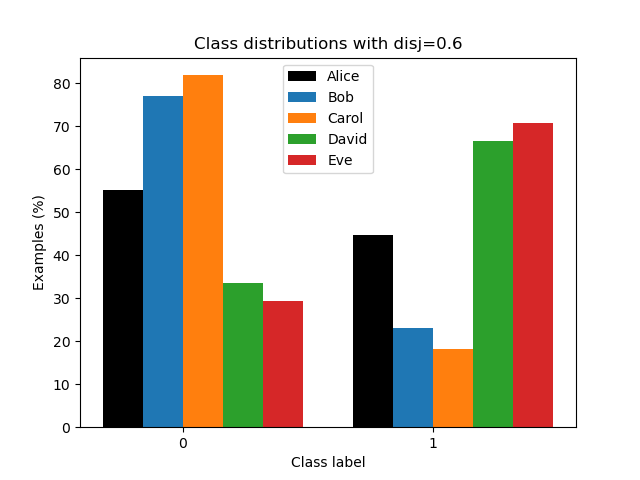 Class distributions with disj=0.6
Examples (%)
80
70
60
50
40
30
20
10
0
Alice
Bob
Carol
David
Eve
0 1
Class label